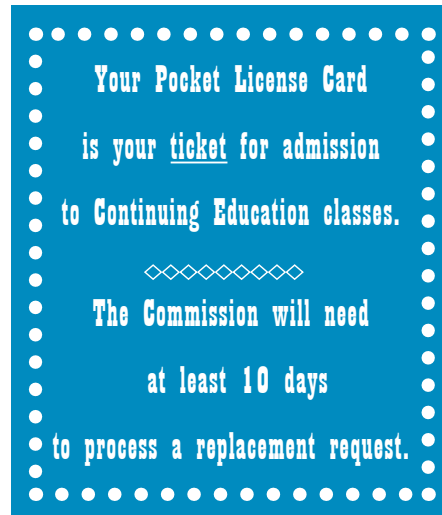 Your Pocket License Card
is your ticket for admission
to Continuing Education classes.
The Commission will need
at least 10 days
to process a replacement request.